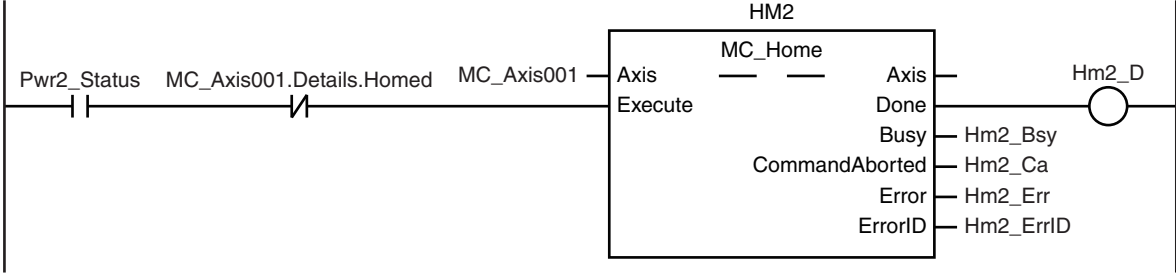 HM2
MC_Home
Pwr2_Status MC_Axis001.Details.Homed MC_Axis001 Axis Axis Hm2_D
Execute Done
Busy Hm2_Bsy
CommandAborted Hm2_Ca
Error Hm2_Err
ErrorID Hm2_ErrID